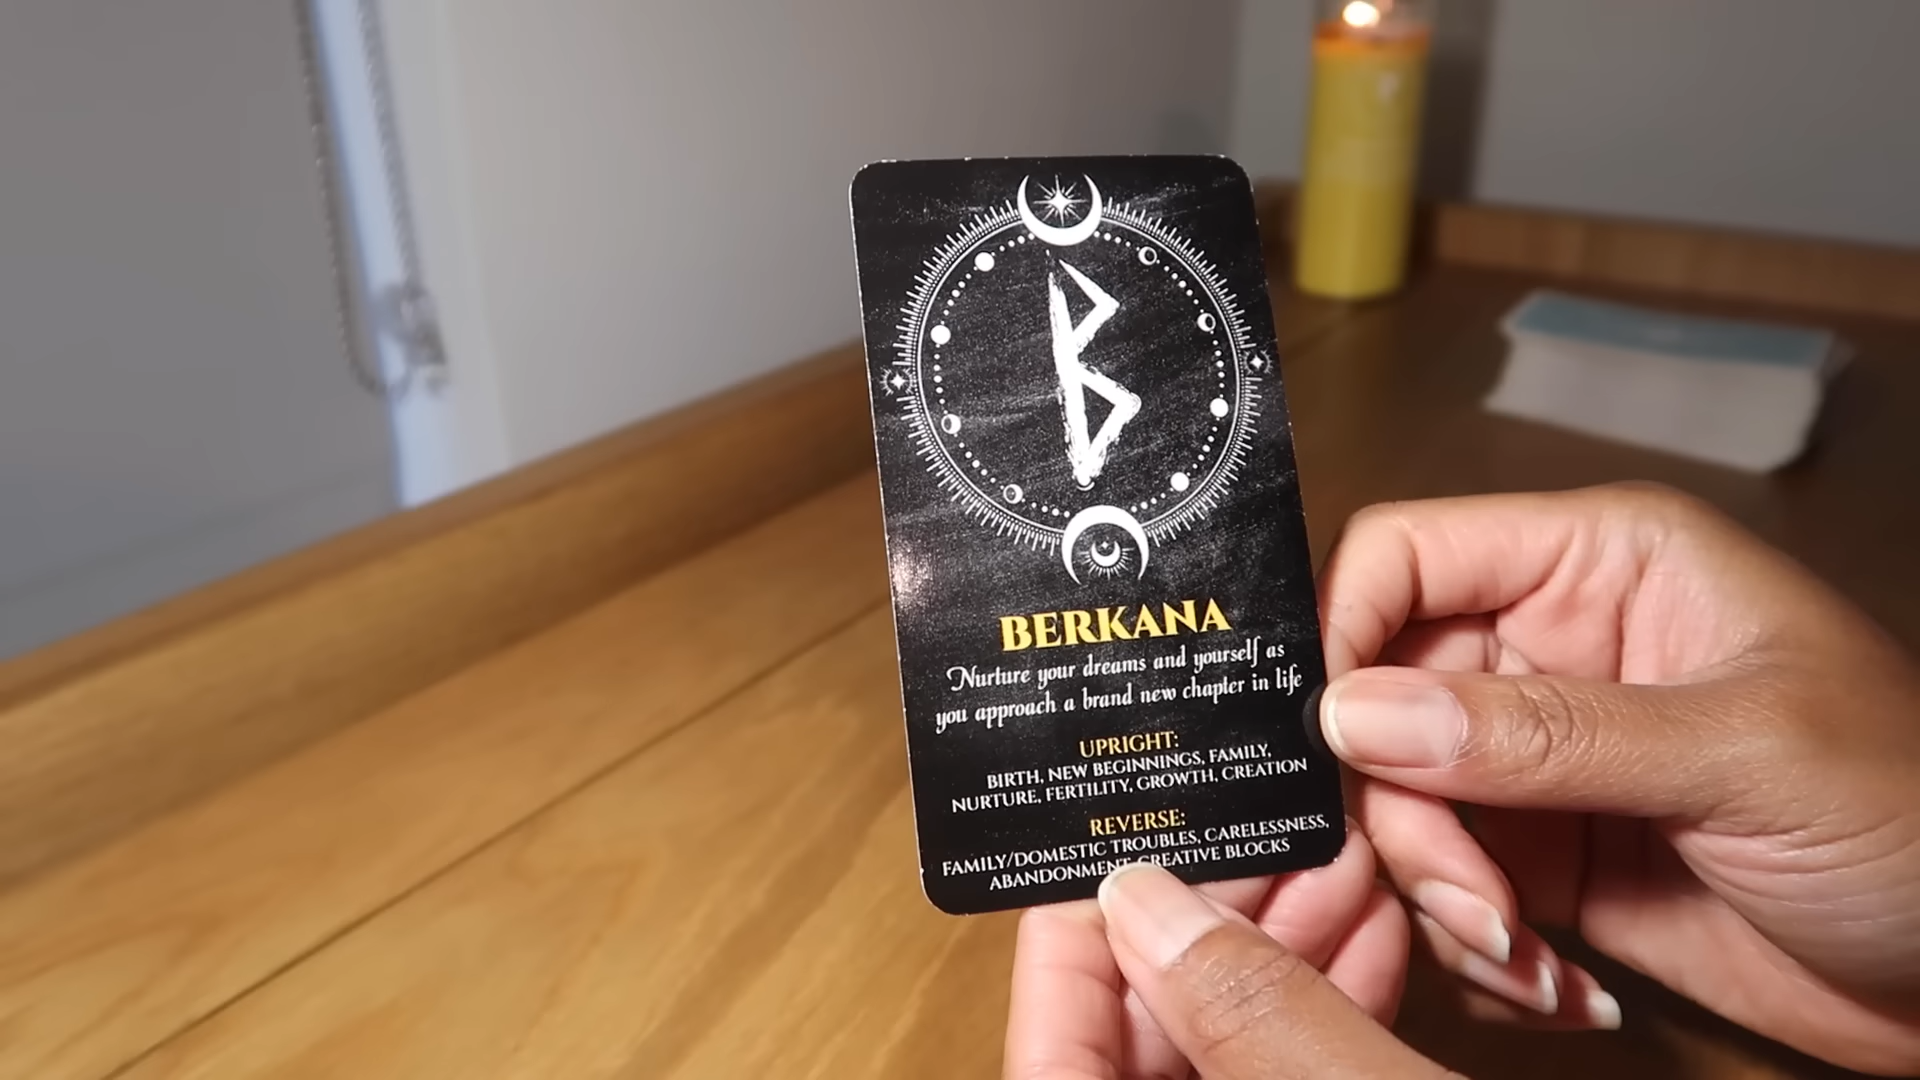 BERKANA
Nurture your dreams and yourself as
you approach a brand new chapter in life
UPRIGHT:
BIRTH, NEW BEGINNINGS, FAMILY,
NURTURE, FERTILITY, GROWTH, CREATION
REVERSE:
FAMILY/DOMESTIC TROUBLES, CARELESSNESS,
ABANDONMENT, CREATIVE BLOCKS